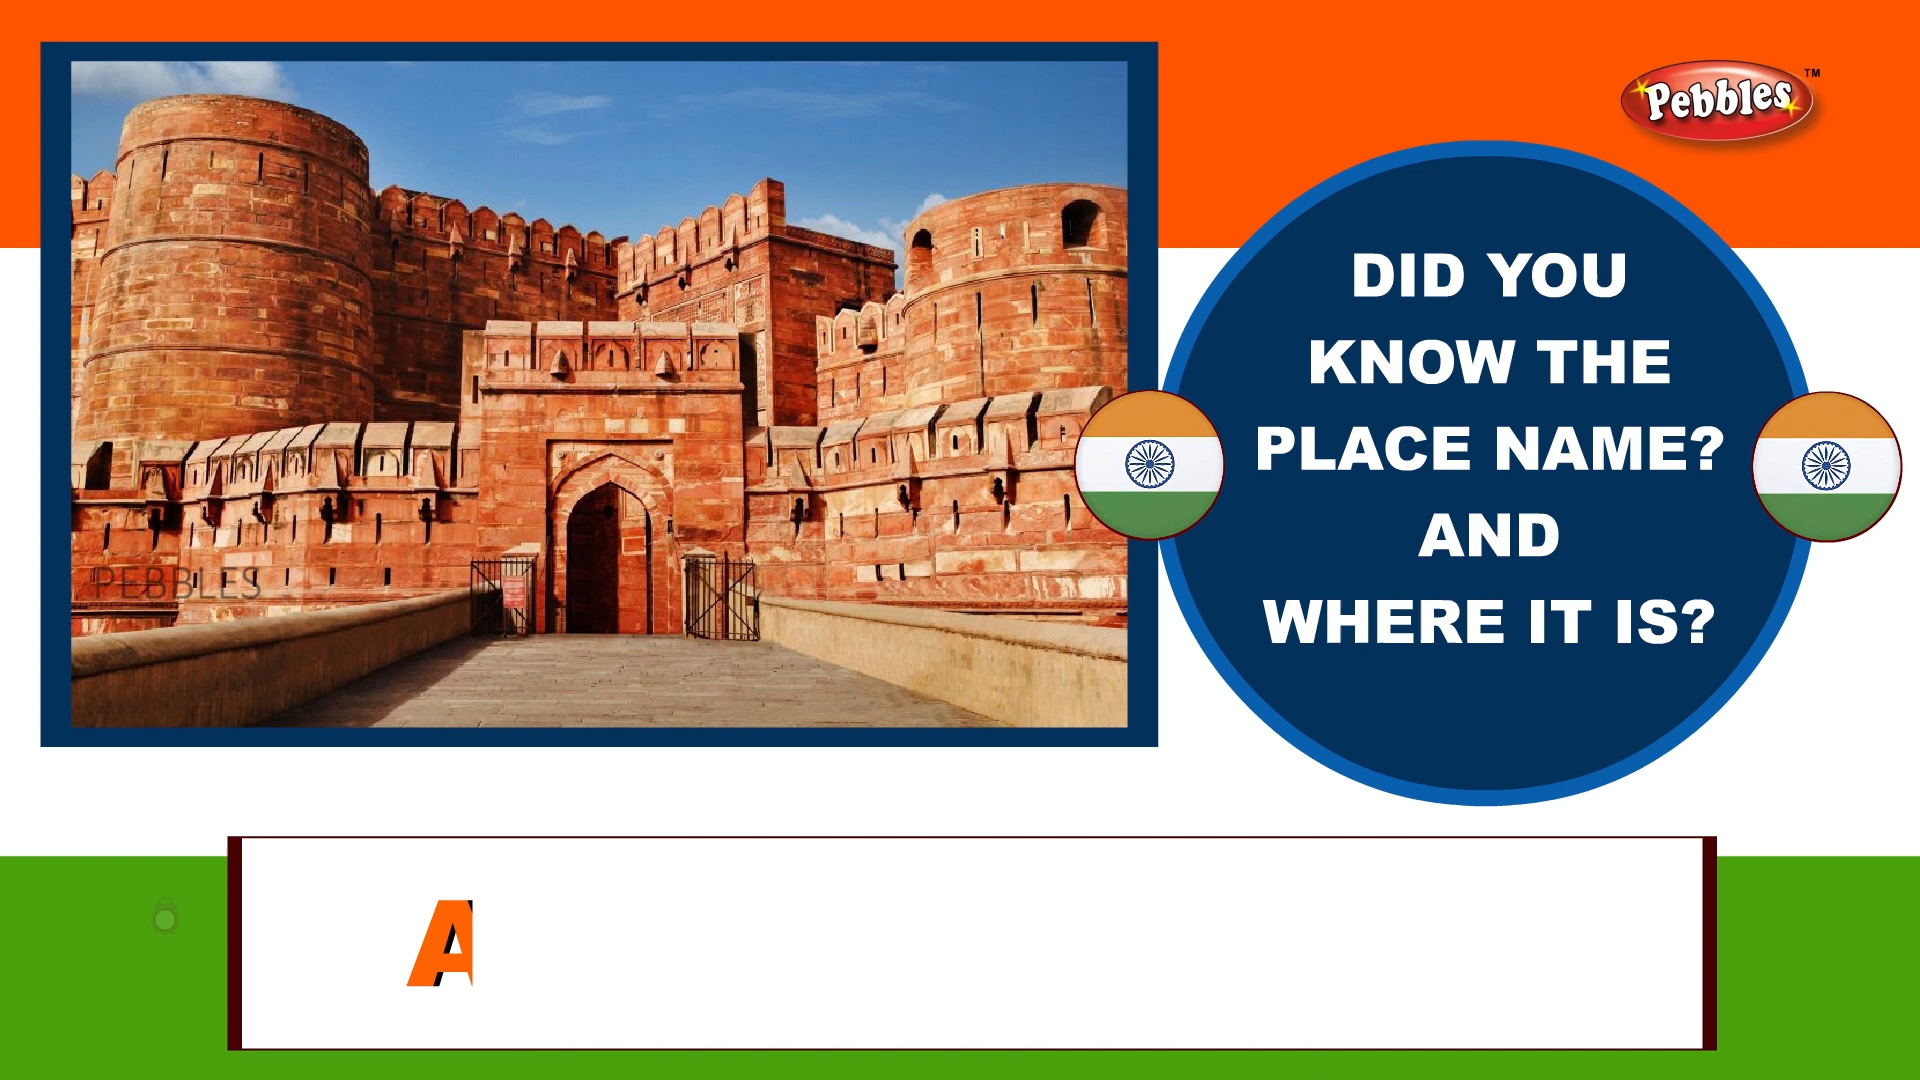 Pebbles™
DID YOU
KNOW THE
PLACE NAME?
AND
WHERE IT IS?
PEBBLES
A